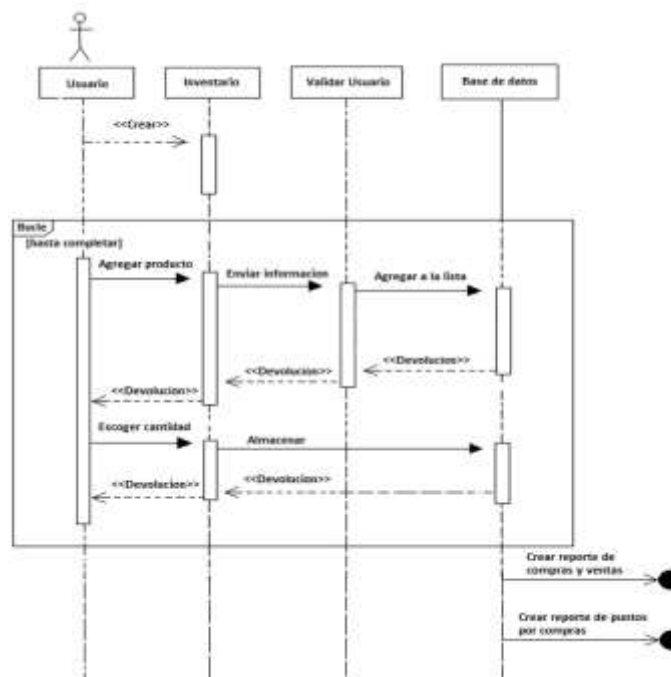 Usuario
Inventario
Validar Usuario
Base de datos
<<Crear>>
Bucle
[hasta completar]
Agregar producto
Enviar informacion
Agregar a la lista
<<Devolucion>>
<<Devolucion>>
<<Devolucion>>
Escoger cantidad
Almacenar
<<Devolucion>>
<<Devolucion>>
Crear reporte de
compras y ventas
Crear reporte de puntos
por compras